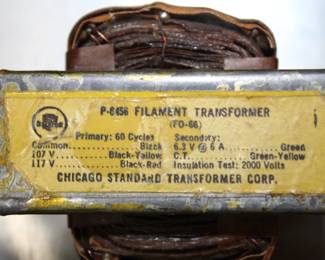 P-6456 FILAMENT TRANSFORMER
(FO-66)
Primary: 60 Cycles Secondary:
Common Black 6.3 V @ 6 A Green
107 V Black-Yellow C.T. Green-Yellow
117 V Black-Red Insulation Test: 2000 Volts
CHICAGO STANDARD TRANSFORMER CORP.